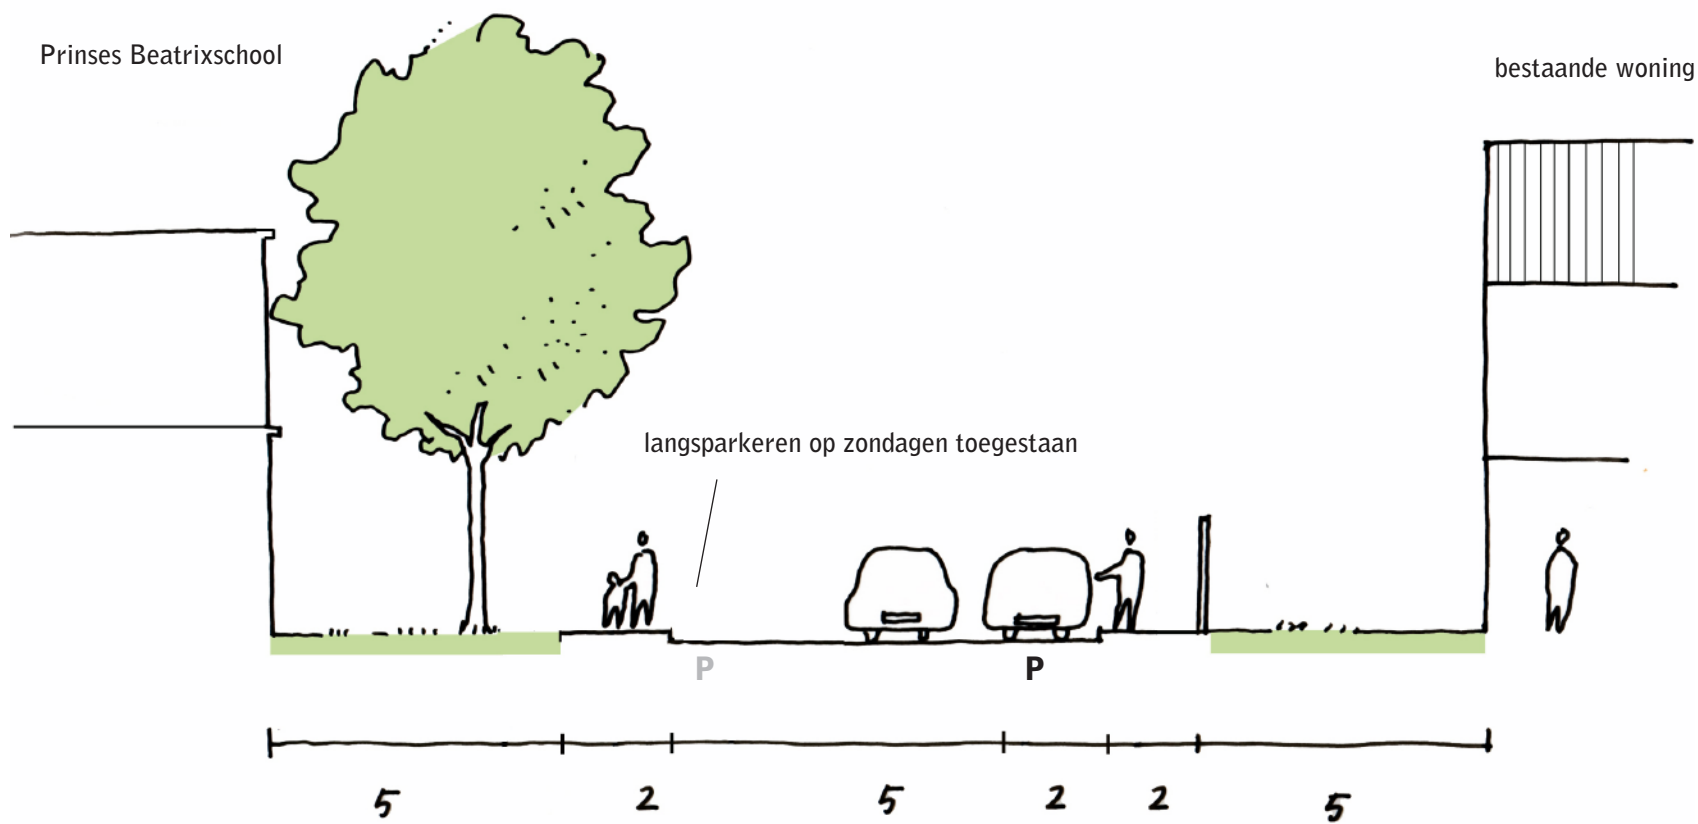 Prinses Beatrixschool
bestaande woning
langsparkeren op zondagen toegestaan
P P
5 2 5 2 2 5